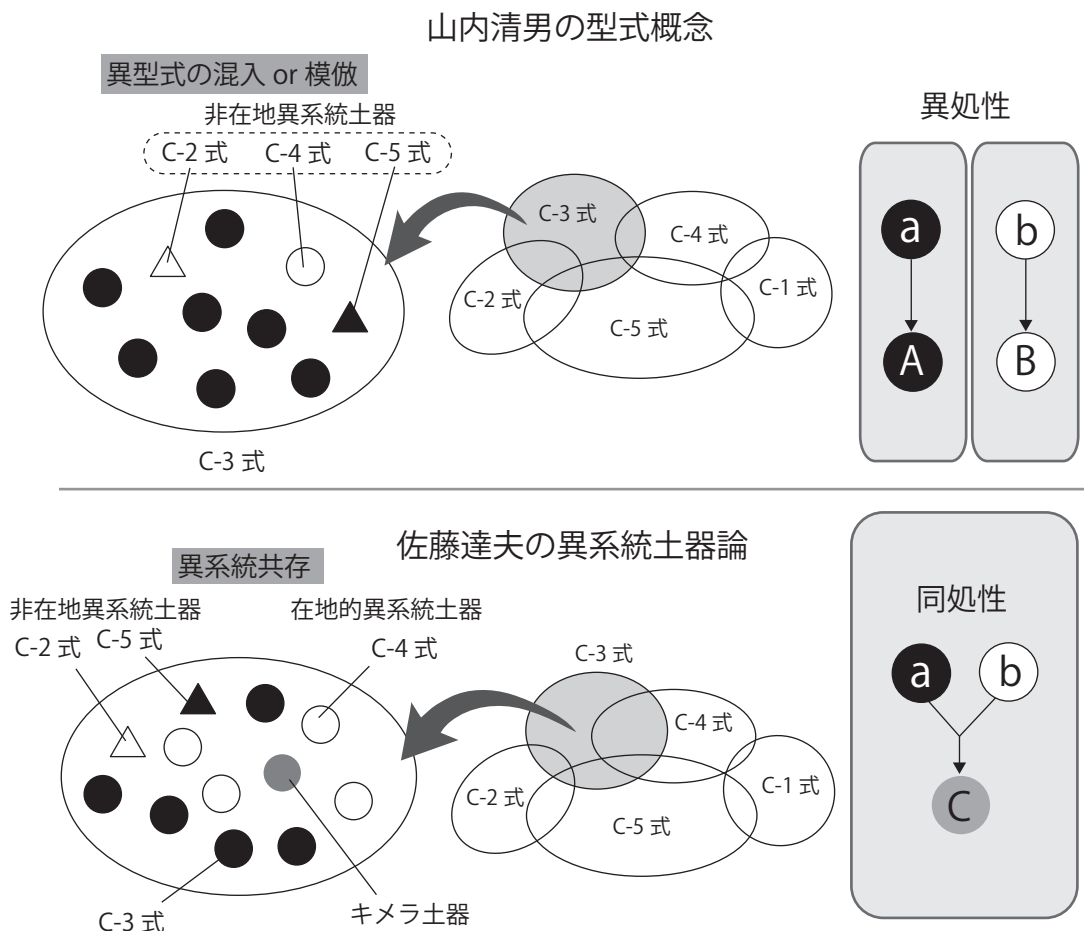 山内清男の型式概念
異型式の混入 or 模倣
非在地異系統土器
C-2 式 C-4 式 C-5 式
C-3 式
C-3 式
C-4 式
C-2 式
C-1 式
C-5 式
異処性
a b
A B
佐藤達夫の異系統土器論
異系統共存
非在地異系統土器
C-2 式 C-5 式
在地的異系統土器
C-4 式
C-3 式
キメラ土器
C-3 式
C-4 式
C-2 式
C-1 式
C-5 式
同処性
a b
C